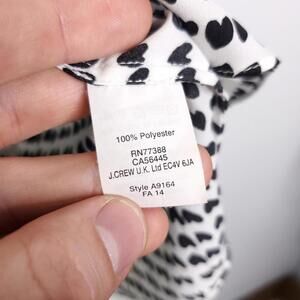 100% Polyester
RN77388
CA56445
J.CREW U.K. Ltd EC4V 6JA
Style A9164
FA 14